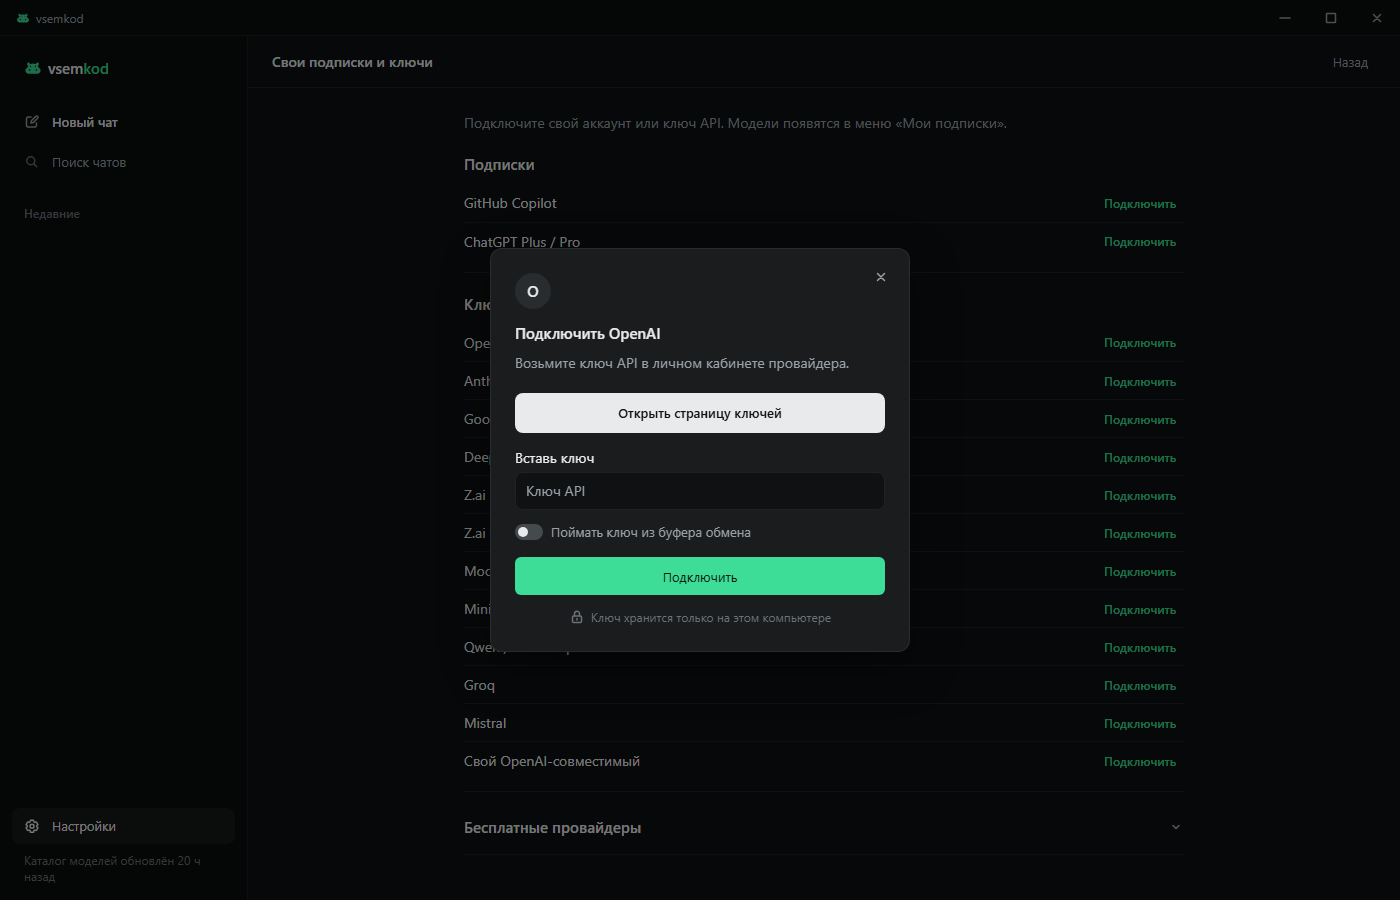 vsemkod
vsemkod
Свои подписки и ключи
Назад
Новый чат
Поиск чатов
Недавние
Подключите свой аккаунт или ключ API. Модели появятся в меню «Мои подписки».
Подписки
GitHub Copilot
Подключить
ChatGPT Plus / Pro
Подключить
O
Подключить OpenAI
Возьмите ключ API в личном кабинете провайдера.
Открыть страницу ключей
Вставь ключ
Ключ API
Поймать ключ из буфера обмена
Подключить
Ключ хранится только на этом компьютере
Подключить
Подключить
Подключить
Подключить
Z.ai
Подключить
Z.ai
Подключить
Подключить
Подключить
Подключить
Groq
Подключить
Mistral
Подключить
Свой OpenAI-совместимый
Подключить
Бесплатные провайдеры
Настройки
Каталог моделей обновлён 20 ч
назад